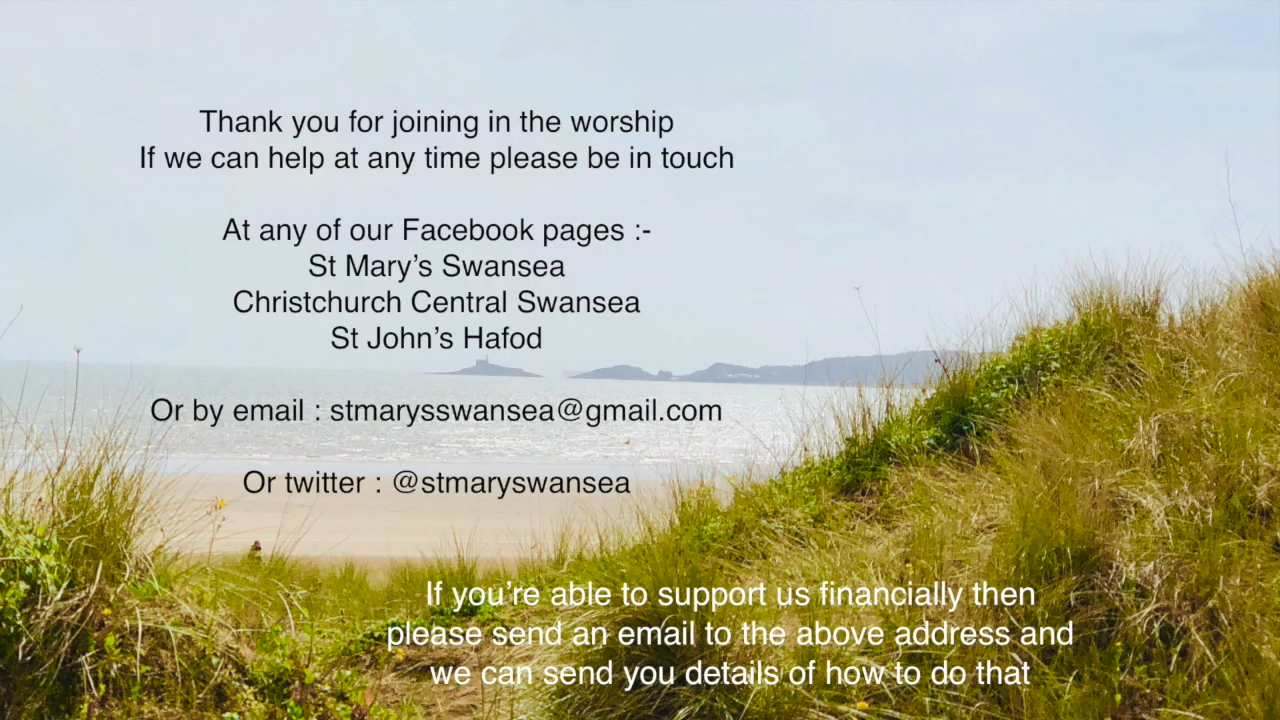 Thank you for joining in the worship
If we can help at any time please be in touch
At any of our Facebook pages :-
St Mary’s Swansea
Christchurch Central Swansea
St John’s Hafod
Or by email : stmarysswansea@gmail.com
Or twitter : @stmaryswansea
If you’re able to support us financially then
please send an email to the above address and
we can send you details of how to do that